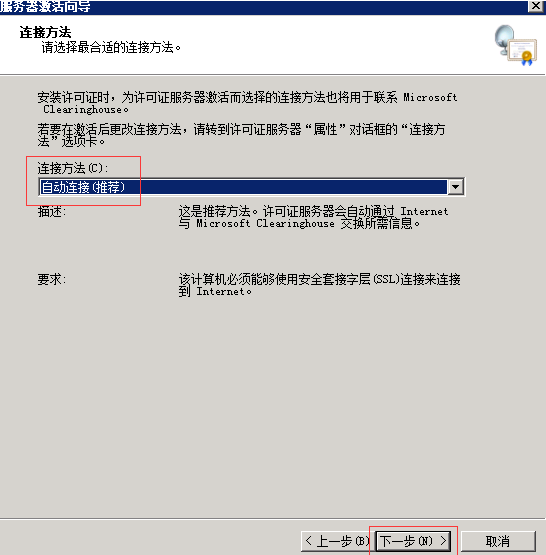 服务器激活向导
连接方法
请选择最合适的连接方法。
安装许可证时，为许可证服务器激活而选择的连接方法也将用于联系 Microsoft
Clearinghouse。
若要在激活后更改连接方法，请转到许可证服务器“属性”对话框的“连接方
法”选项卡。
连接方法(C):
自动连接(推荐)
描述: 这是推荐方法。许可证服务器会自动通过 Internet
与 Microsoft Clearinghouse 交换所需信息。
要求: 该计算机必须能够使用安全套接字层(SSL)连接来连接
到 Internet。
< 上一步(B) 下一步(N) > 取消